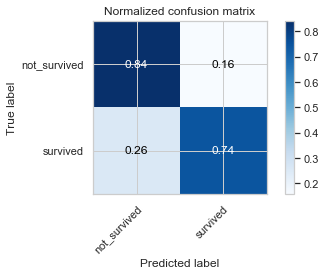 Normalized confusion matrix
True label
not_survived
0.84 0.16
survived
0.26 0.74
not_survived survived
Predicted label
0.8
0.7
0.6
0.5
0.4
0.3
0.2